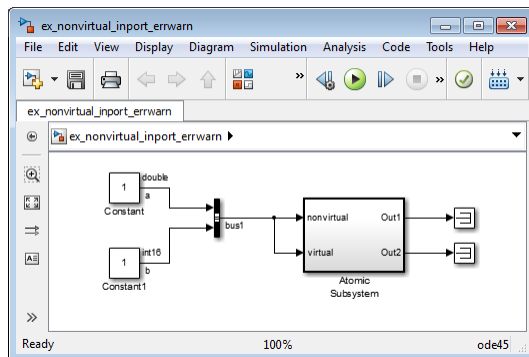 ex_nonvirtual_inport_errwarn
File Edit View Display Diagram Simulation Analysis Code Tools Help
» »
ex_nonvirtual_inport_errwarn
ex_nonvirtual_inport_errwarn
1
double
a
Constant
1
int16
b
Constant1
bus1
nonvirtual Out1
virtual Out2
Atomic
Subsystem
A
»
Ready 100% ode45